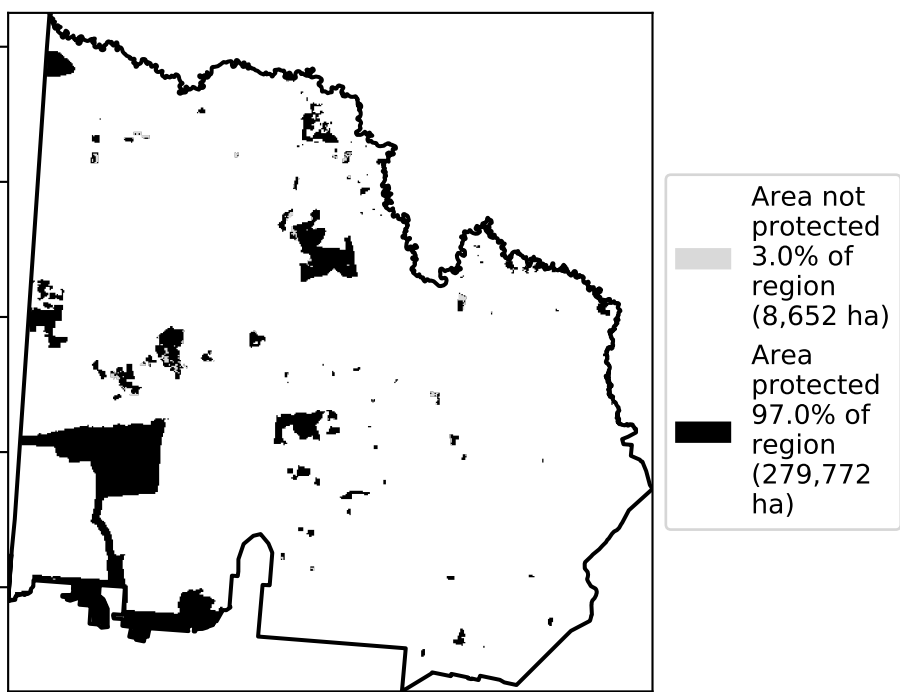 Area not
protected
3.0% of
region
(8,652 ha)
Area
protected
97.0% of
region
(279,772
ha)